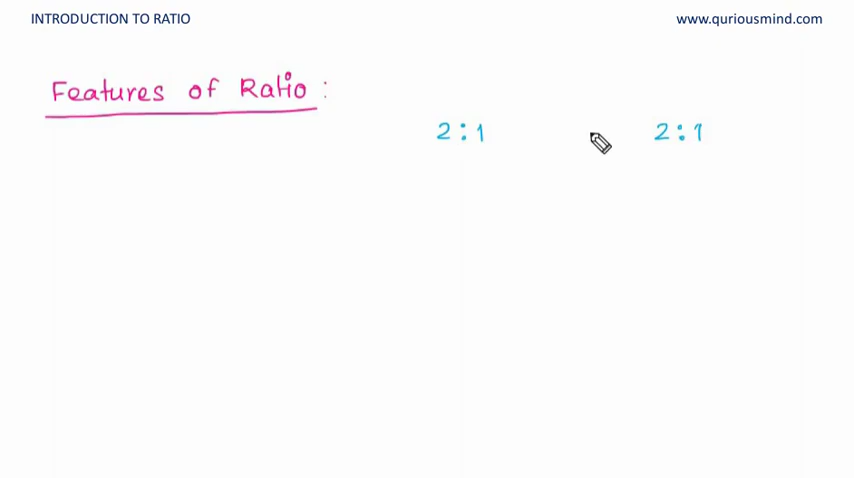 INTRODUCTION TO RATIO www.quriousmind.com
Features of Ratio :
2 : 1 2 : 1